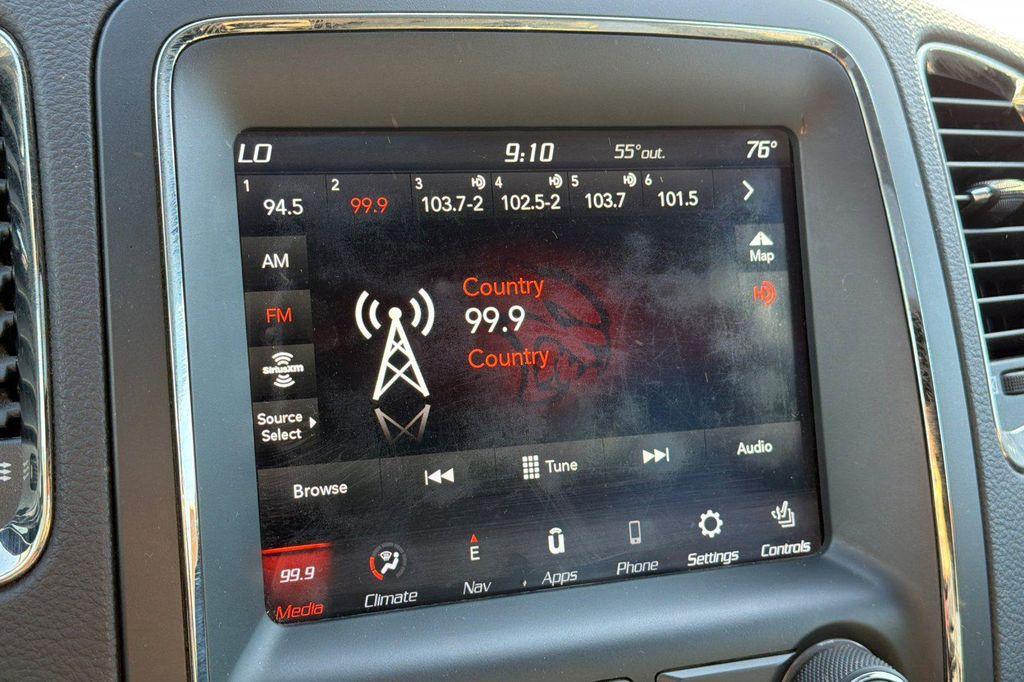 LO 9:10 55°out. 76°
1 94.5 2 99.9 3 103.7-2 4 102.5-2 5 103.7 6 101.5
AM
Map
FM
Country
99.9
Country
SiriusXM
Source
Select
Browse Tune Audio
99.9 E
Media Climate Nav Apps Phone Settings Controls